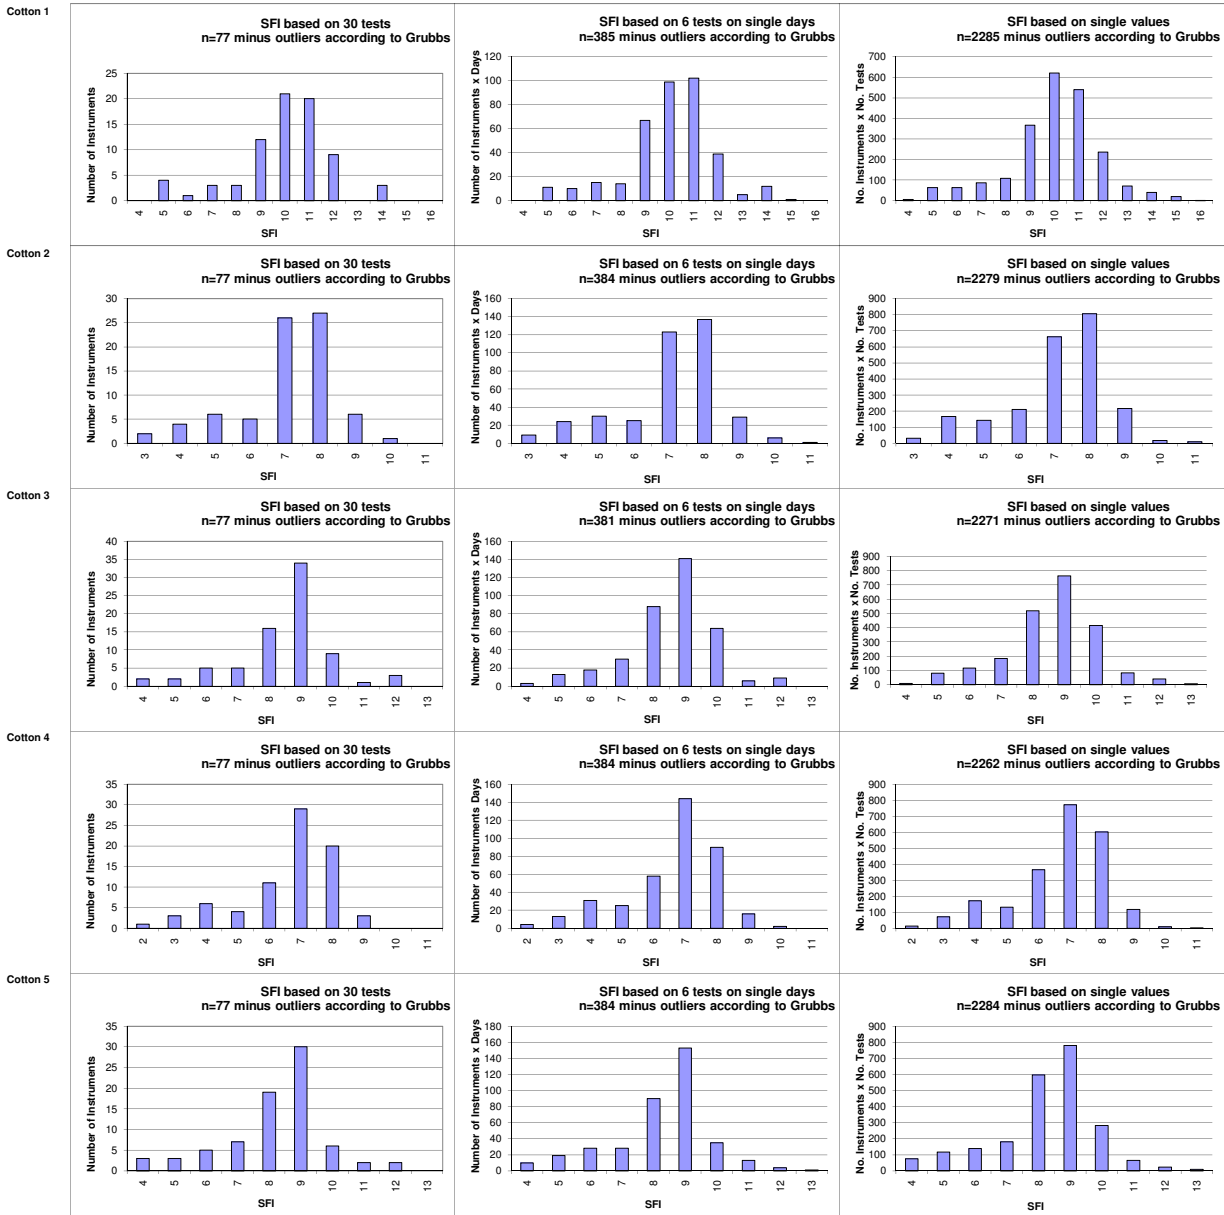 Cotton 1
SFI based on 30 tests
n=77 minus outliers according to Grubbs
Number of Instruments
25
20
15
10
5
0
4 5 6 7 8 9 10 11 12 13 14 15 16
SFI
SFI based on 6 tests on single days
n=385 minus outliers according to Grubbs
Number of Instruments x Days
120
100
80
60
40
20
0
4 5 6 7 8 9 10 11 12 13 14 15 16
SFI
SFI based on single values
n=2285 minus outliers according to Grubbs
No. Instruments x No. Tests
700
600
500
400
300
200
100
0
4 5 6 7 8 9 10 11 12 13 14 15 16
SFI
Cotton 2
SFI based on 30 tests
n=77 minus outliers according to Grubbs
Number of Instruments
30
25
20
15
10
5
0
3 4 5 6 7 8 9 10 11
SFI
SFI based on 6 tests on single days
n=384 minus outliers according to Grubbs
Number of Instruments x Days
160
140
120
100
80
60
40
20
0
3 4 5 6 7 8 9 10 11
SFI
SFI based on single values
n=2279 minus outliers according to Grubbs
No. Instruments x No. Tests
900
800
700
600
500
400
300
200
100
0
3 4 5 6 7 8 9 10 11
SFI
Cotton 3
SFI based on 30 tests
n=77 minus outliers according to Grubbs
Number of Instruments
40
35
30
25
20
15
10
5
0
4 5 6 7 8 9 10 11 12 13
SFI
SFI based on 6 tests on single days
n=381 minus outliers according to Grubbs
Number of Instruments x Days
160
140
120
100
80
60
40
20
0
4 5 6 7 8 9 10 11 12 13
SFI
SFI based on single values
n=2271 minus outliers according to Grubbs
No. Instruments x No. Tests
900
800
700
600
500
400
300
200
100
0
4 5 6 7 8 9 10 11 12 13
SFI
Cotton 4
SFI based on 30 tests
n=77 minus outliers according to Grubbs
Number of Instruments
35
30
25
20
15
10
5
0
2 3 4 5 6 7 8 9 10 11
SFI
SFI based on 6 tests on single days
n=384 minus outliers according to Grubbs
Number of Instruments Days
160
140
120
100
80
60
40
20
0
2 3 4 5 6 7 8 9 10 11
SFI
SFI based on single values
n=2262 minus outliers according to Grubbs
No. Instruments x No. Tests
900
800
700
600
500
400
300
200
100
0
2 3 4 5 6 7 8 9 10 11
SFI
Cotton 5
SFI based on 30 tests
n=77 minus outliers according to Grubbs
Number of Instruments
35
30
25
20
15
10
5
0
4 5 6 7 8 9 10 11 12 13
SFI
SFI based on 6 tests on single days
n=384 minus outliers according to Grubbs
Number of Instruments x Days
180
160
140
120
100
80
60
40
20
0
4 5 6 7 8 9 10 11 12 13
SFI
SFI based on single values
n=2284 minus outliers according to Grubbs
No. Instruments x No. Tests
900
800
700
600
500
400
300
200
100
0
4 5 6 7 8 9 10 11 12 13
SFI